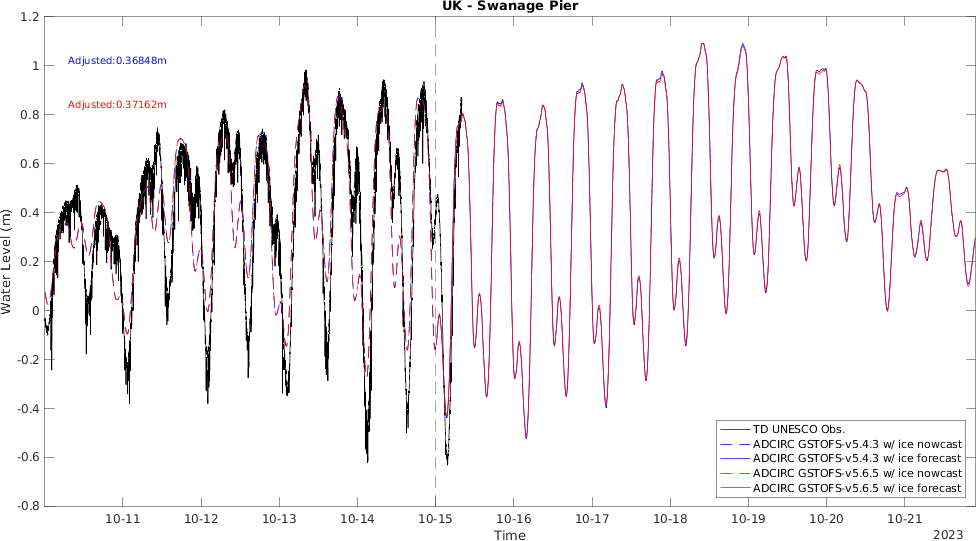 UK - Swanage Pier
1.2
1
0.8
0.6
0.4
0.2
0
-0.2
-0.4
-0.6
-0.8
Water Level (m)
Adjusted:0.36848m
Adjusted:0.37162m
TD UNESCO Obs.
ADCIRC GSTOFS-v5.4.3 w/ ice nowcast
ADCIRC GSTOFS-v5.4.3 w/ ice forecast
ADCIRC GSTOFS-v5.6.5 w/ ice nowcast
ADCIRC GSTOFS-v5.6.5 w/ ice forecast
10-11 10-12 10-13 10-14 10-15 10-16 10-17 10-18 10-19 10-20 10-21
Time
2023